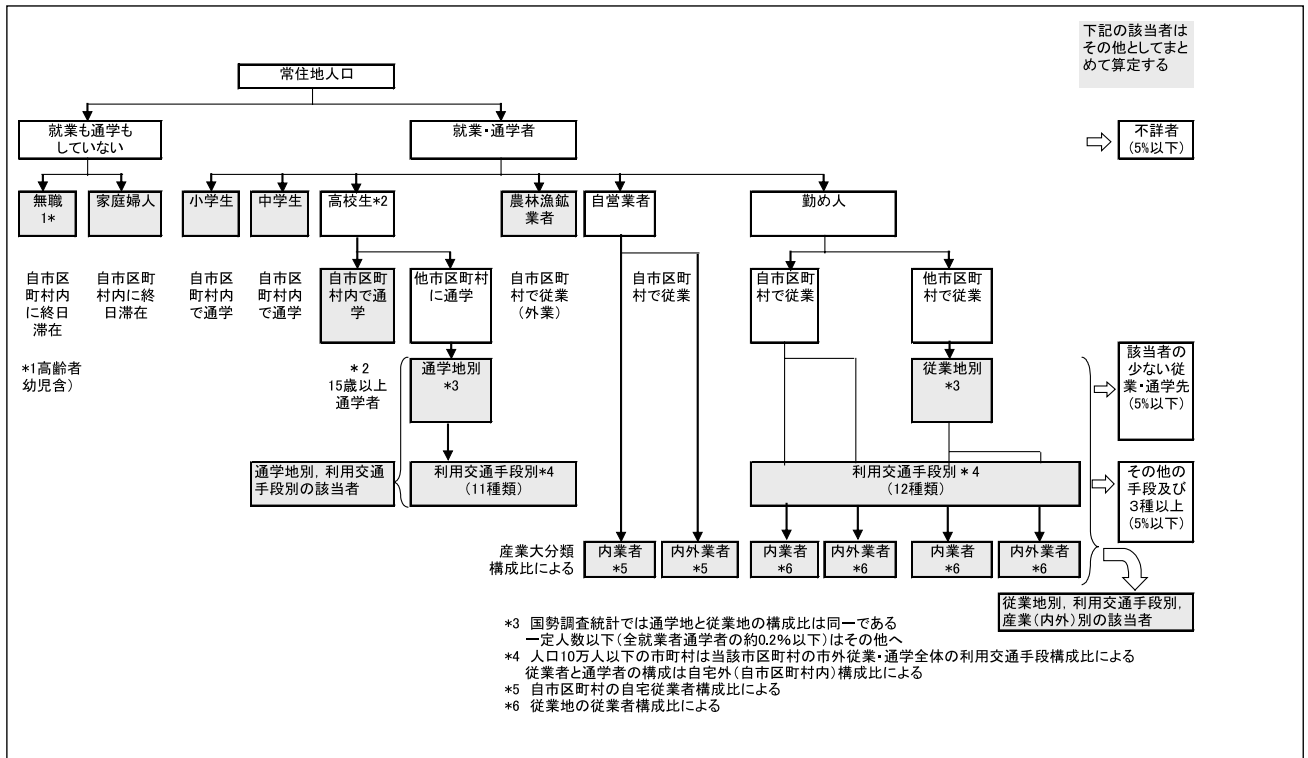 下記の該当者は
その他としてまと
めて算定する
常住地人口
就業も通学も
していない
就業・通学者
不詳者
(5%以下)
無職
1*
家庭婦人
小学生
中学生
高校生*2
農林漁鉱
業者
自営業者
勤め人
自市区町
村内
に終日
滞在
自市区町
村内に終
日滞在
自市区
町村内
で通学
自市区
町村内
で通学
自市区町
村内で通
学
他市区町村
に通学
自市区町
村で従業
(外業)
自市区町
村で従業
自市区町
村で従業
他市区町
村で従業
*1高齢者
幼児含)
*2
15歳以上
通学者
通学地別
*3
従業地別
*3
該当者の
少ない従
業・通学先
(5%以下)
通学地別，利用交通
手段別の該当者
利用交通手段別*4
(11種類)
利用交通手段別*4
(12種類)
その他の
手段及び
3種以上
(5%以下)
産業大分類
構成比による
内業者
*5
内外業者
*5
内業者
*6
内外業者
*6
内業者
*6
内外業者
*6
従業地別，利用交通手段別，
産業(内外)別の該当者
*3 国勢調査統計では通学地と従業地の構成比は同一である
一定人数以下(全就業者通学者の約0.2%以下)はその他へ
*4 人口10万人以下の市町村は当該市区町村の市外従業・通学全体の利用交通手段構成比による
従業者と通学者の構成は自宅外(自市区町村内)構成比による
*5 自市区町村の自宅従業者構成比による
*6 従業地の従業者構成比による